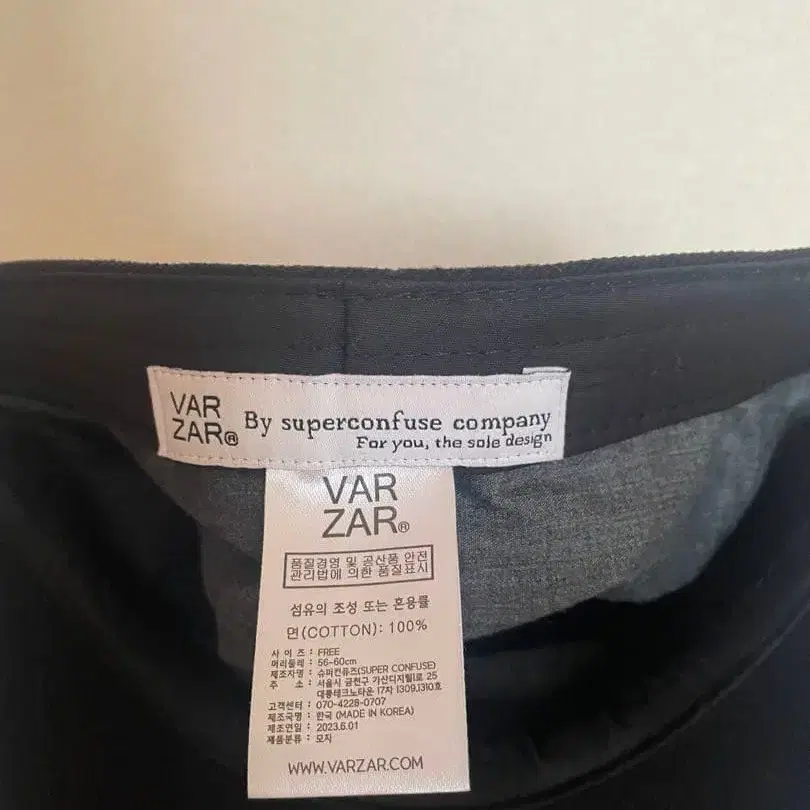 VAR
ZAR®
By superconfuse company
For you, the sole design
VAR
ZAR®
품질경영 및 공산품 안전
관리법에 의한 품질표시
섬유의 조성 또는 혼용률
면(COTTON): 100%
사 이 즈 : FREE
머리둘레 : 56-60cm
제조자명 : 슈퍼컨퓨즈(SUPER CONFUSE)
주 소 : 서울시 금천구 가산디지털1로 25
대륭테크노타운 17차 1309,1310호
고객센터 : 070-4228-0707
제조국명 : 한국 (MADE IN KOREA)
제조연일 : 2023.6.01
제품분류 : 모자
WWW.VARZAR.COM